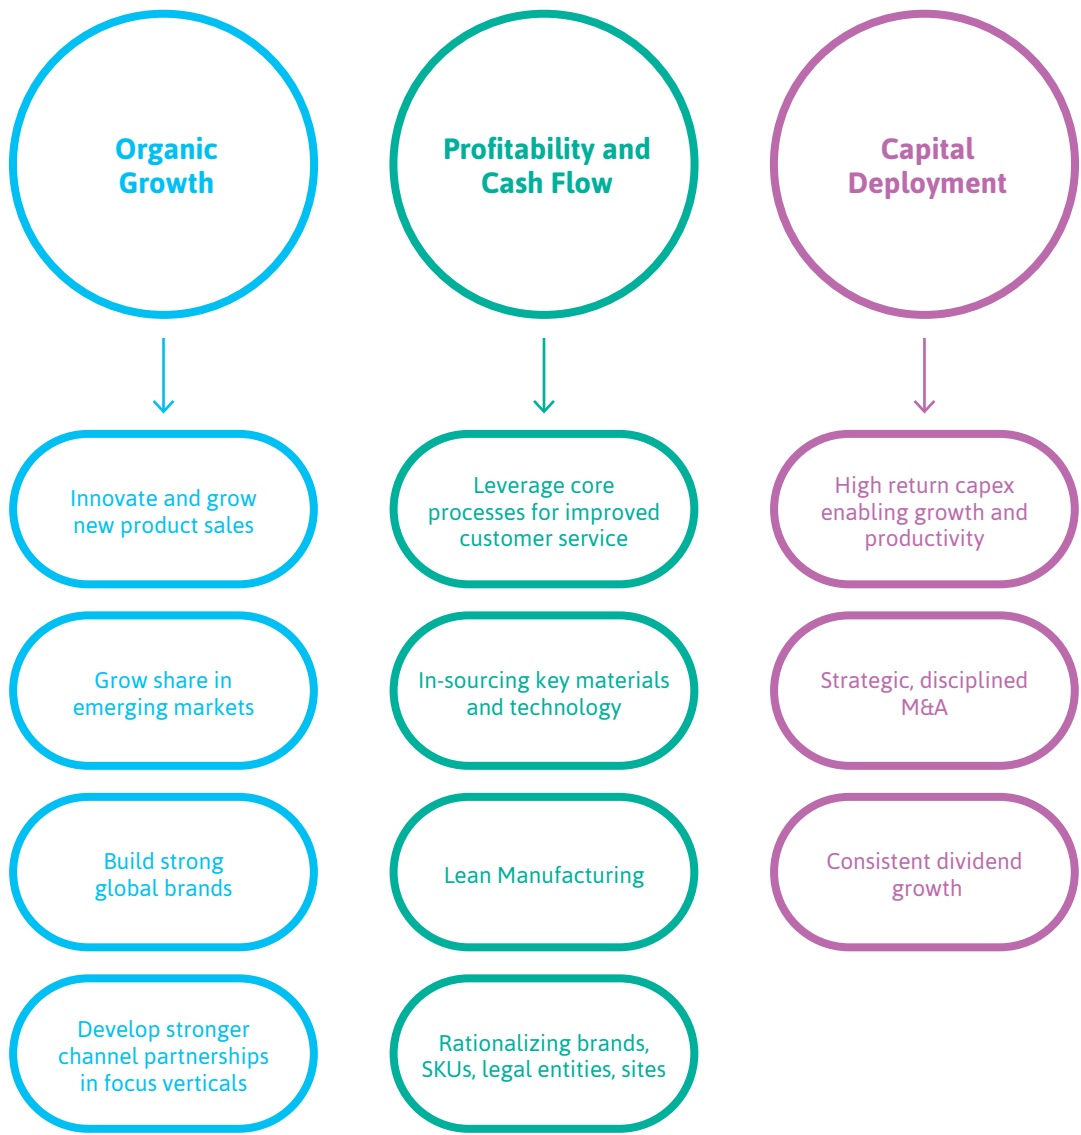 Organic
Growth
Innovate and grow
new product sales
Grow share in
emerging markets
Build strong
global brands
Develop stronger
channel partnerships
in focus verticals
Profitability and
Cash Flow
Leverage core
processes for improved
customer service
In-sourcing key materials
and technology
Lean Manufacturing
Rationalizing brands,
SKUs, legal entities, sites
Capital
Deployment
High return capex
enabling growth and
productivity
Strategic, disciplined
M&A
Consistent dividend
growth